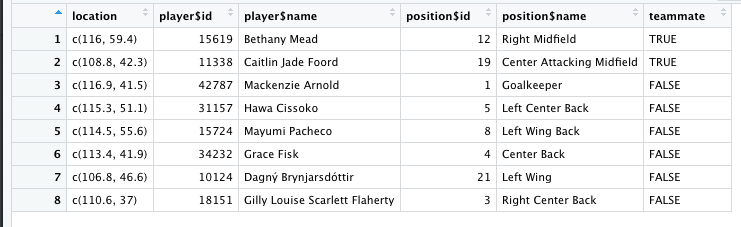 location player$id player$name position$id position$name teammate
1 c(116, 59.4) 15619 Bethany Mead 12 Right Midfield TRUE
2 c(108.8, 42.3) 11338 Caitlin Jade Foord 19 Center Attacking Midfield TRUE
3 c(116.9, 41.5) 42787 Mackenzie Arnold 1 Goalkeeper FALSE
4 c(115.3, 51.1) 31157 Hawa Cissoko 5 Left Center Back FALSE
5 c(114.5, 55.6) 15724 Mayumi Pacheco 8 Left Wing Back FALSE
6 c(113.4, 41.9) 34232 Grace Fisk 4 Center Back FALSE
7 c(106.8, 46.6) 10124 Dagný Brynjarsdóttir 21 Left Wing FALSE
8 c(110.6, 37) 18151 Gilly Louise Scarlett Flaherty 3 Right Center Back FALSE